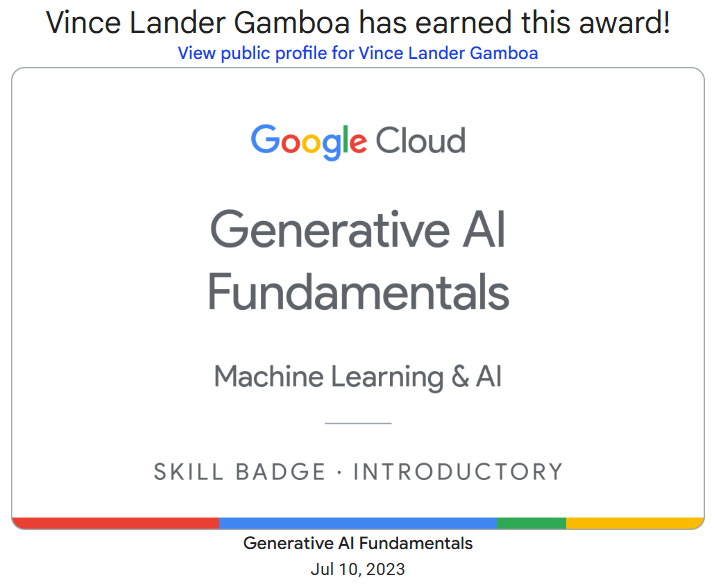 Vince Lander Gamboa has earned this award!
View public profile for Vince Lander Gamboa
Google Cloud
Generative AI
Fundamentals
Machine Learning & AI
SKILL BADGE · INTRODUCTORY
Generative AI Fundamentals
Jul 10, 2023